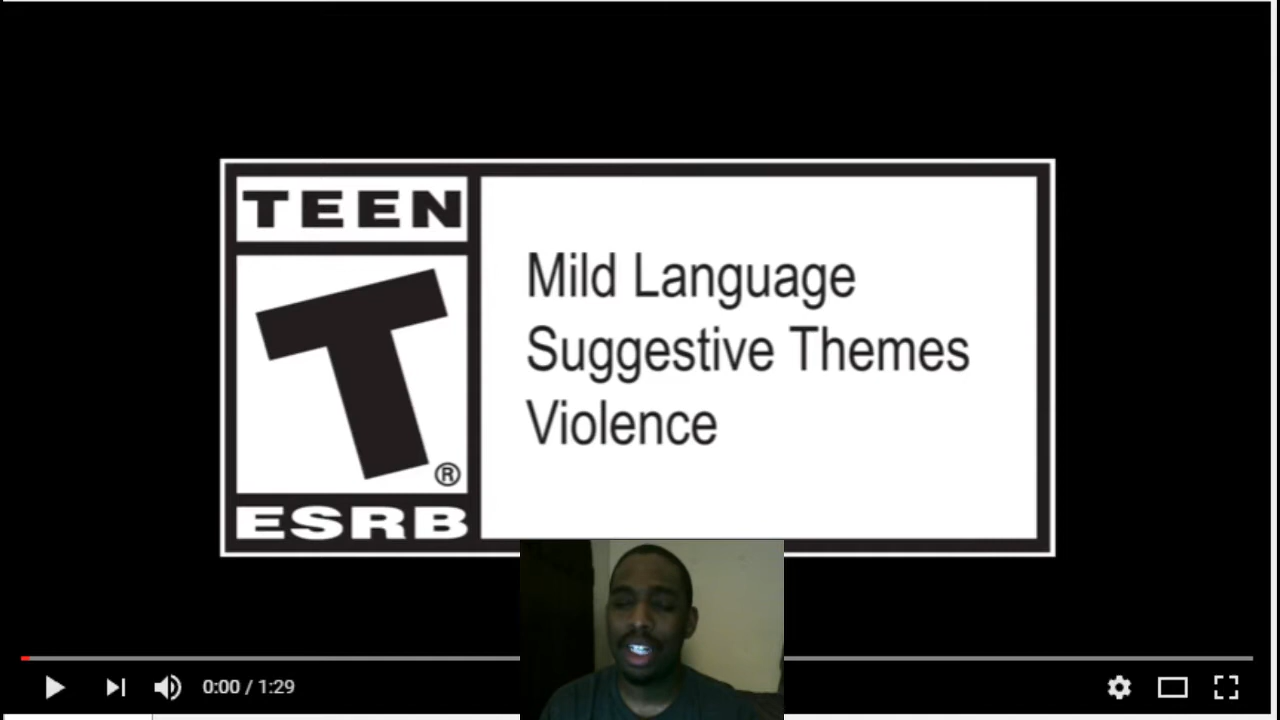 TEEN
T®
ESRB
Mild Language
Suggestive Themes
Violence
0:00 / 1:29